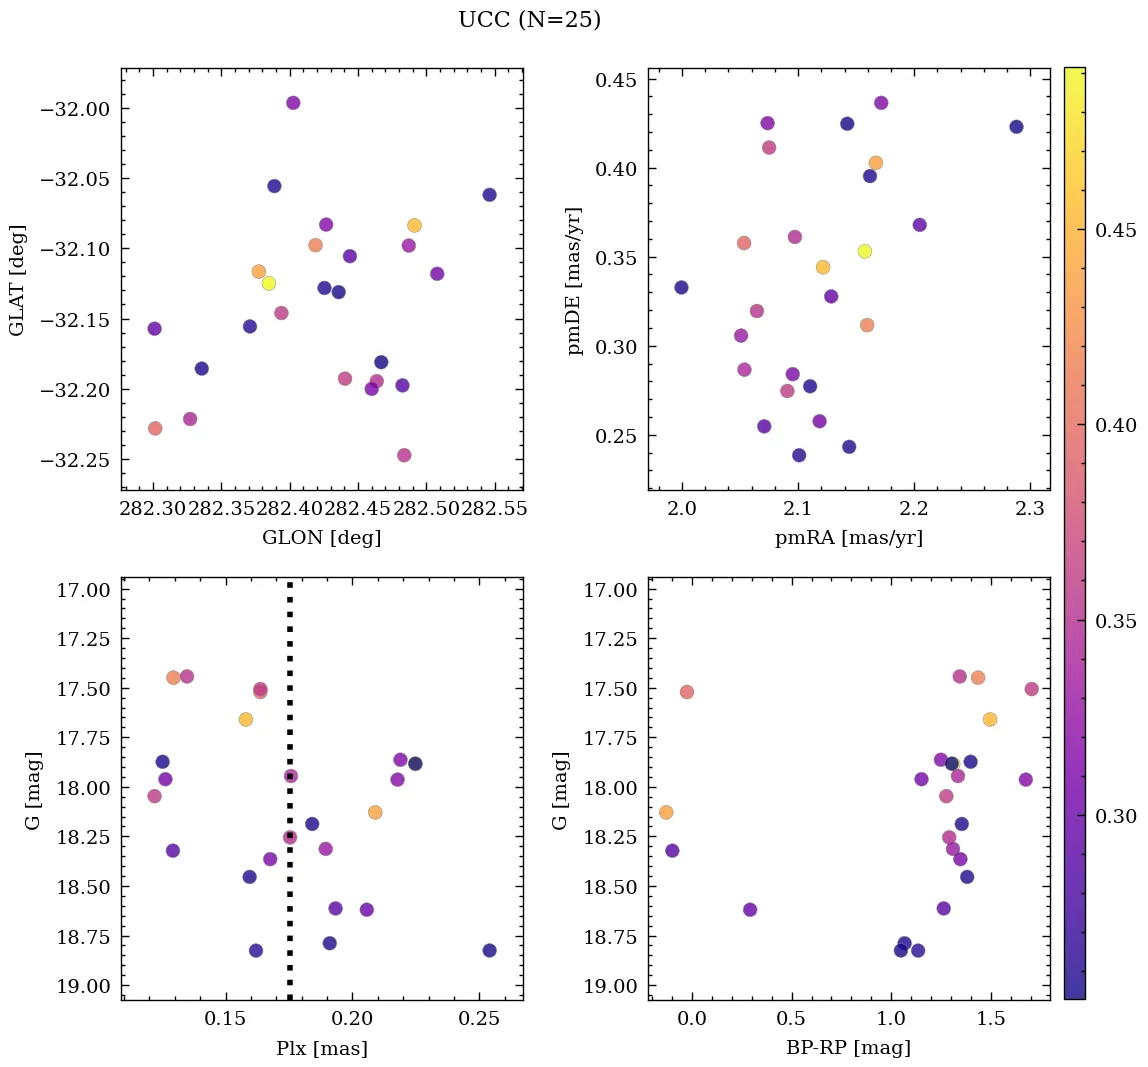 UCC (N=25)
−32.00
−32.05
−32.10
−32.15
−32.20
−32.25
GLAT [deg]
282.30 282.35 282.40 282.45 282.50 282.55
GLON [deg]
0.45
0.40
0.35
0.30
0.25
pmDE [mas/yr]
2.0 2.1 2.2 2.3
pmRA [mas/yr]
17.00
17.25
17.50
17.75
18.00
18.25
18.50
18.75
19.00
G [mag]
0.15 0.20 0.25
Plx [mas]
17.00
17.25
17.50
17.75
18.00
18.25
18.50
18.75
19.00
G [mag]
0.0 0.5 1.0 1.5
BP-RP [mag]
0.45
0.40
0.35
0.30